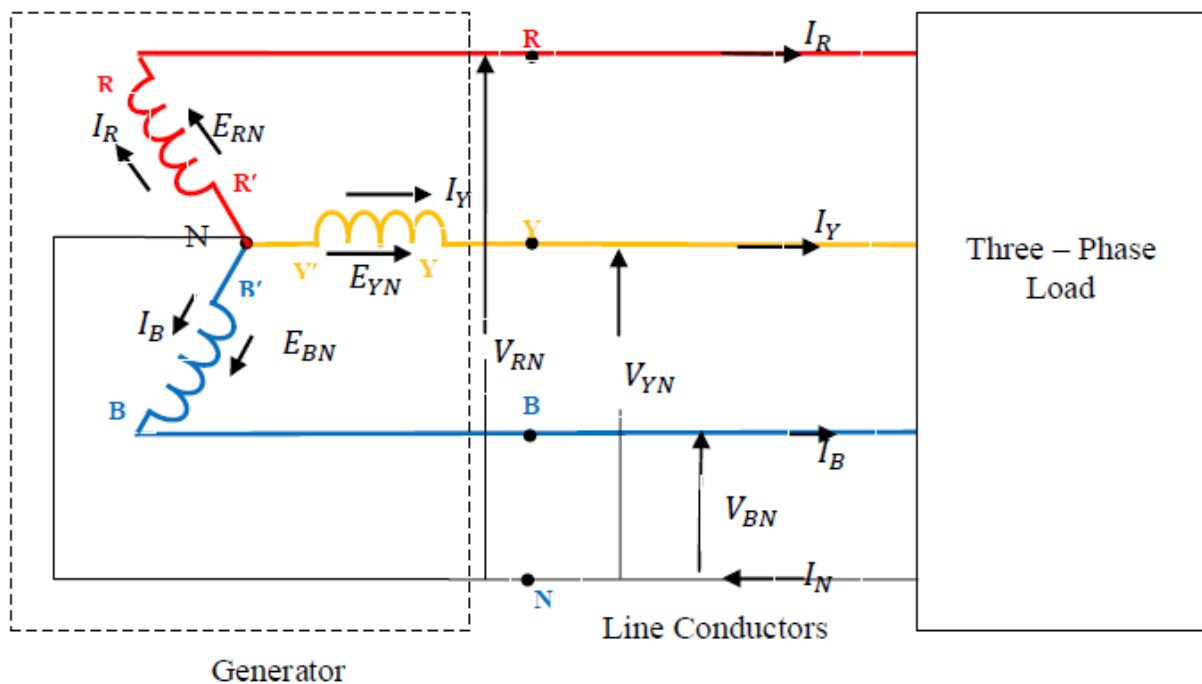 R
I_R
R
E_RN
I_R
R′
I_Y
N
Y
I_Y
Y′
Y
E_YN
B′
Three – Phase
Load
I_B
E_BN
V_RN
V_YN
B
B
I_B
V_BN
I_N
N
Line Conductors
Generator